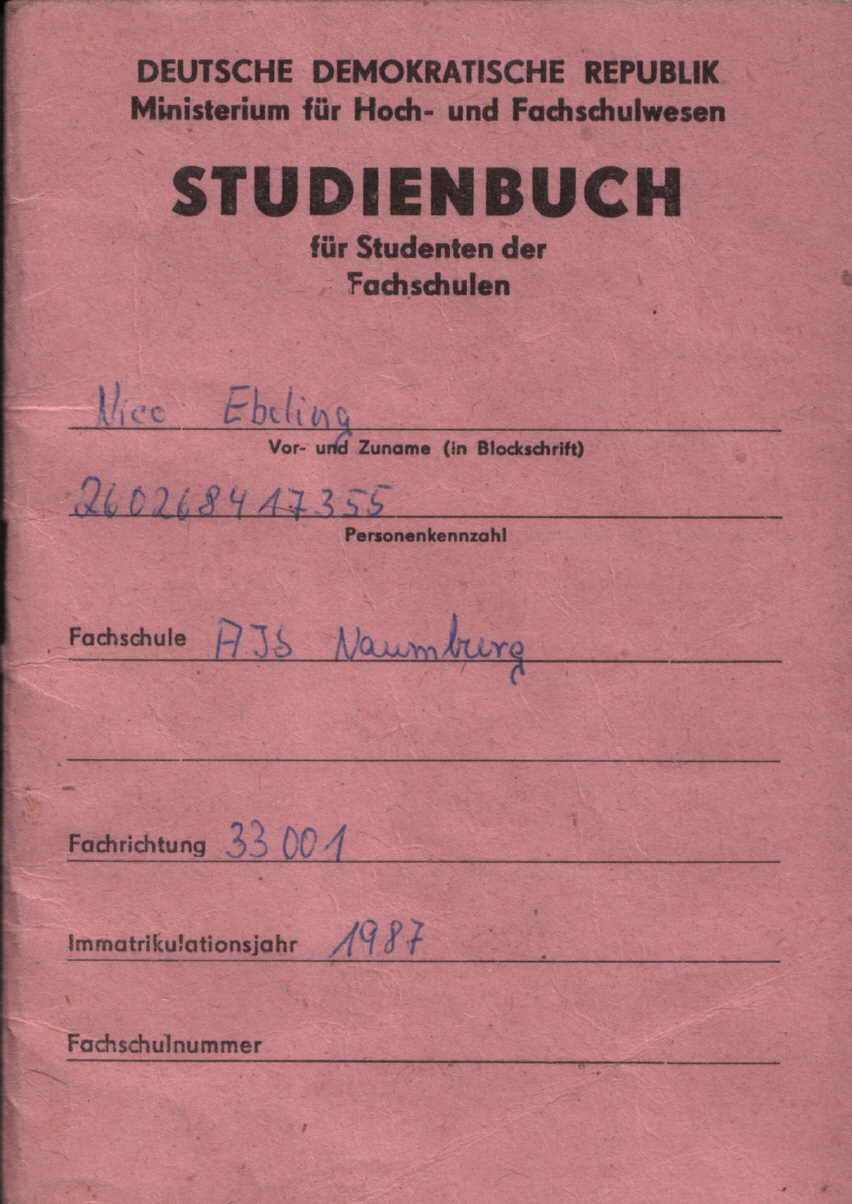 DEUTSCHE DEMOKRATISCHE REPUBLIK
Ministerium für Hoch- und Fachschulwesen
STUDIENBUCH
für Studenten der
Fachschulen
Nico Ebeling
Vor- und Zuname (in Blockschrift)
260268417355
Personenkennzahl
Fachschule AJS Naumburg
Fachrichtung 33 001
Immatrikulationsjahr 1987
Fachschulnummer